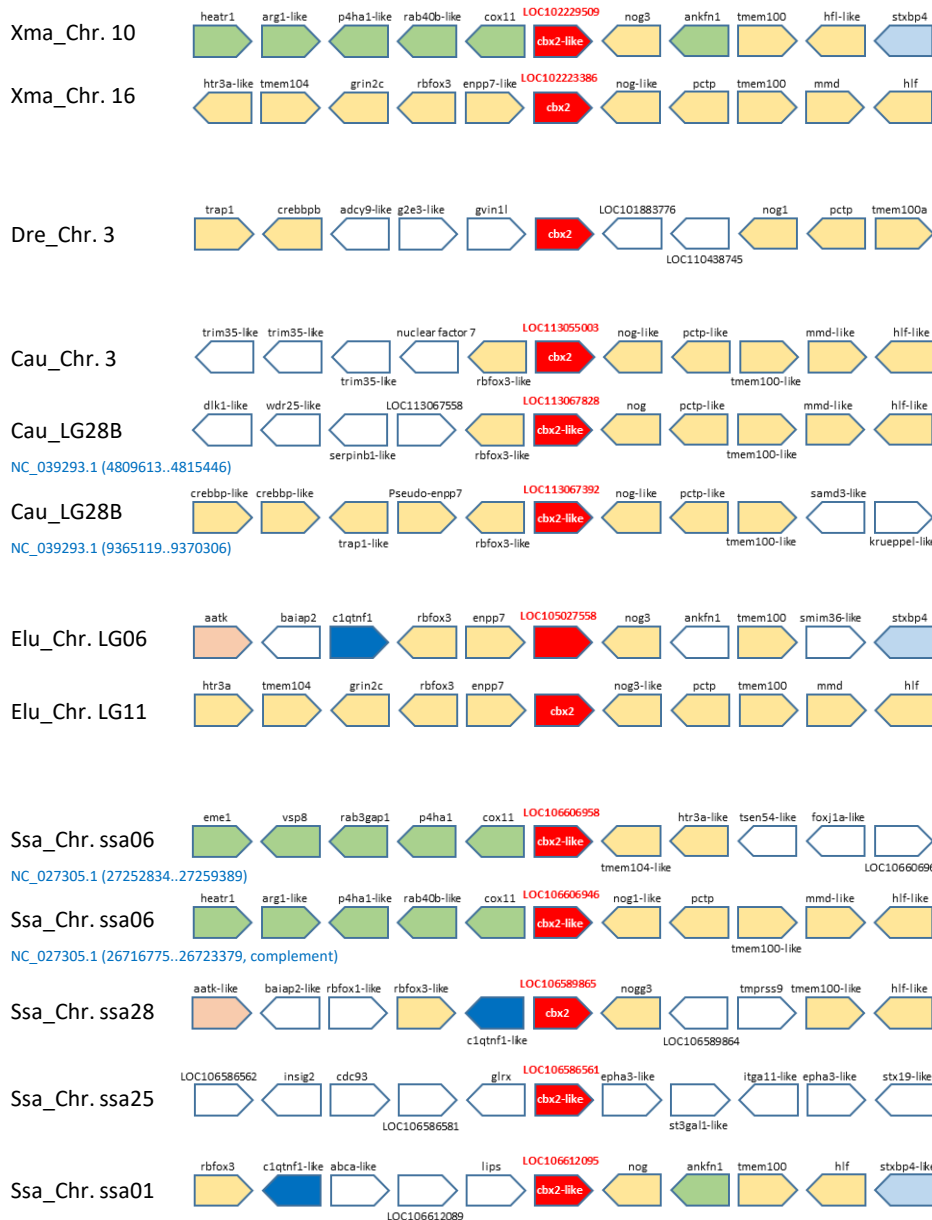 LOC102229509
heatr1 arg1-like p4ha1-like rab40b-like cox11 nog3 ankfn1 tmem100 hfl-like stxbp4
Xma_Chr. 10
cbx2-like
LOC102223386
htr3a-like tmem104 grin2c rbfox3 enpp7-like nog-like pctp tmem100 mmd hlf
Xma_Chr. 16
cbx2
trap1 crebbpb adcy9-like g2e3-like gvin1l LOC101883776 nog1 pctp tmem100a
Dre_Chr. 3
cbx2
LOC110438745
LOC113055003
trim35-like trim35-like nuclear factor 7 nog-like pctp-like mmd-like hlf-like
Cau_Chr. 3
cbx2
trim35-like rbfox3-like tmem100-like
LOC113067828
dlk1-like wdr25-like LOC113067558 nog pctp-like mmd-like hlf-like
Cau_LG28B
cbx2-like
serpinb1-like rbfox3-like tmem100-like
NC_039293.1 (4809613..4815446)
LOC113067392
crebbp-like crebbp-like Pseudo-enpp7 nog-like pctp-like samd3-like
Cau_LG28B
cbx2-like
trap1-like rbfox3-like tmem100-like krueppel-like
NC_039293.1 (9365119..9370306)
LOC105027558
aatk baiap2 c1qtnf1 rbfox3 enpp7 nog3 ankfn1 tmem100 smim36-like stxbp4
Elu_Chr. LG06
htr3a tmem104 grin2c rbfox3 enpp7 nog3-like pctp tmem100 mmd hlf
Elu_Chr. LG11
cbx2
LOC106606958
eme1 vsp8 rab3gap1 p4ha1 cox11 htr3a-like tsen54-like foxj1a-like
Ssa_Chr. ssa06
cbx2-like
tmem104-like LOC10660696
NC_027305.1 (27252834..27259389)
LOC106606946
heatr1 arg1-like p4ha1-like rab40b-like cox11 nog1-like pctp mmd-like hlf-like
Ssa_Chr. ssa06
cbx2-like
tmem100-like
NC_027305.1 (26716775..26723379, complement)
LOC106589865
aatk-like baiap2-like rbfox1-like rbfox3-like nogg3 tmprss9 tmem100-like hlf-like
Ssa_Chr. ssa28
cbx2
c1qtnf1-like LOC106589864
LOC106586561
LOC106586562 insig2 cdc93 glrx epha3-like itga11-like epha3-like stx19-like
Ssa_Chr. ssa25
cbx2-like
LOC106586581 st3gal1-like
LOC106612095
rbfox3 c1qtnf1-like abca-like lips nog ankfn1 tmem100 hlf stxbp4-like
Ssa_Chr. ssa01
cbx2-like
LOC106612089